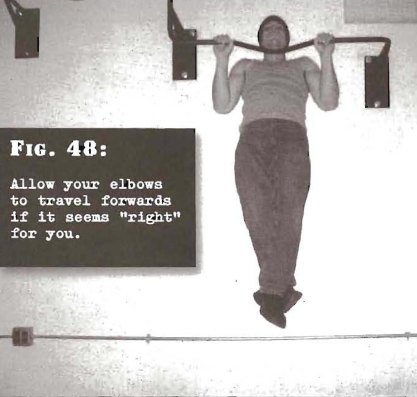 FIG. 48:
Allow your elbows
to travel forwards
if it seems "right"
for you.